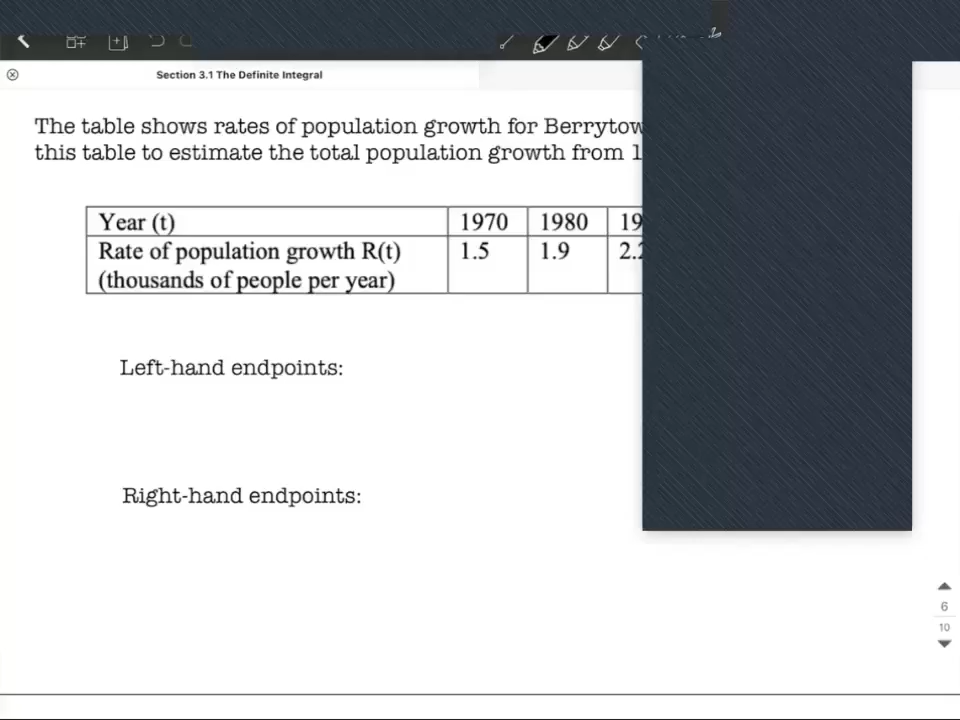 Section 3.1 The Definite Integral
The table shows rates of population growth for
this table to estimate the total population growth from
Year (t) 1970 1980
Rate of population growth R(t) 1.5 1.9
(thousands of people per year)
Left-hand endpoints:
Right-hand endpoints:
6
10